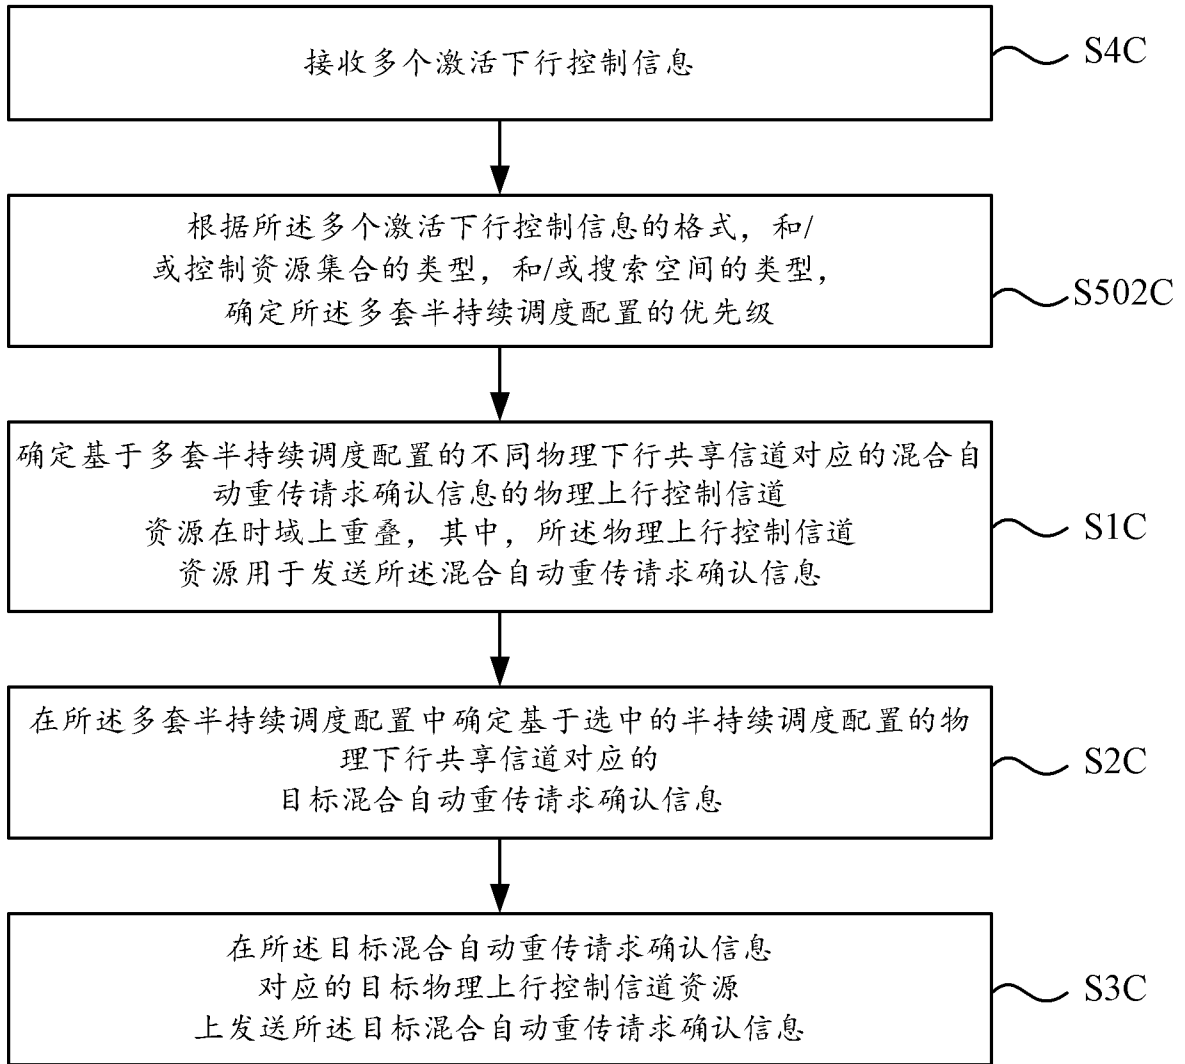 接收多个激活下行控制信息
S4C
根据所述多个激活下行控制信息的格式，和/
或控制资源集合的类型，和/或搜索空间的类型，
确定所述多套半持续调度配置的优先级
S502C
确定基于多套半持续调度配置的不同物理下行共享信道对应的混合自
动重传请求确认信息的物理上行控制信道
资源在时域上重叠，其中，所述物理上行控制信道
资源用于发送所述混合自动重传请求确认信息
S1C
在所述多套半持续调度配置中确定基于选中的半持续调度配置的物
理下行共享信道对应的
目标混合自动重传请求确认信息
S2C
在所述目标混合自动重传请求确认信息
对应的目标物理上行控制信道资源
上发送所述目标混合自动重传请求确认信息
S3C